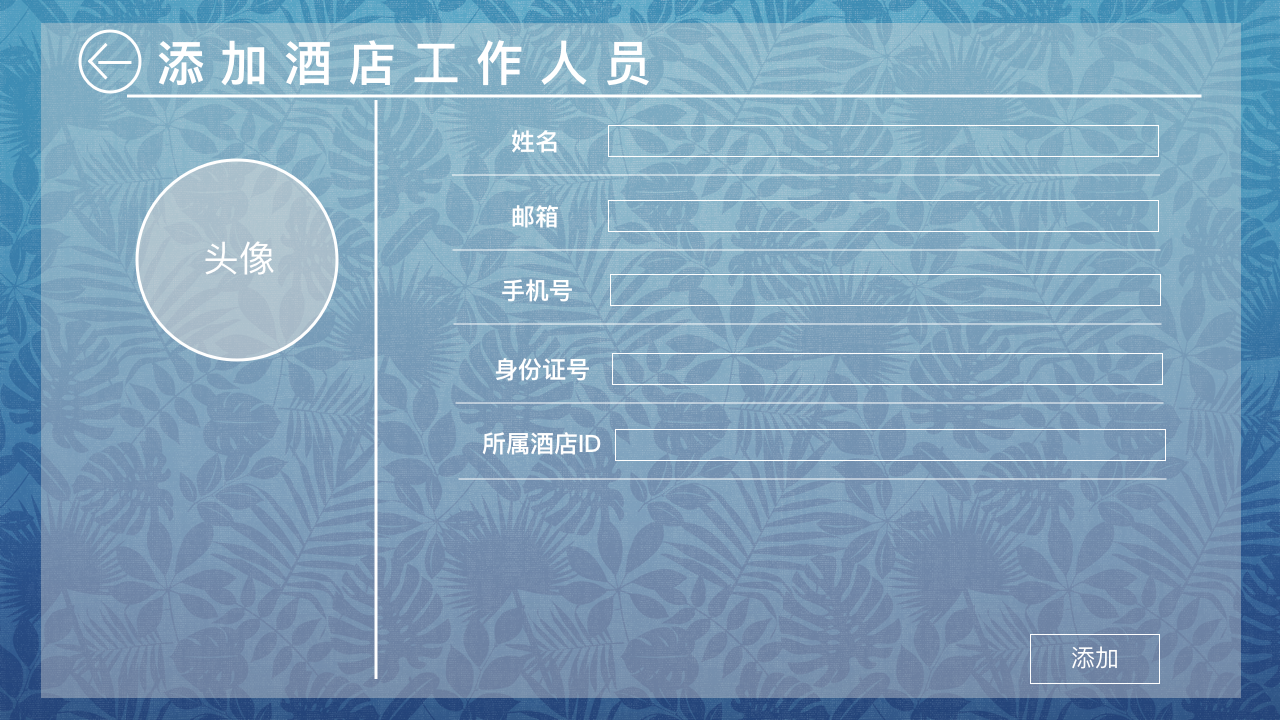 添加酒店工作人员
头像
姓名
邮箱
手机号
身份证号
所属酒店ID
添加